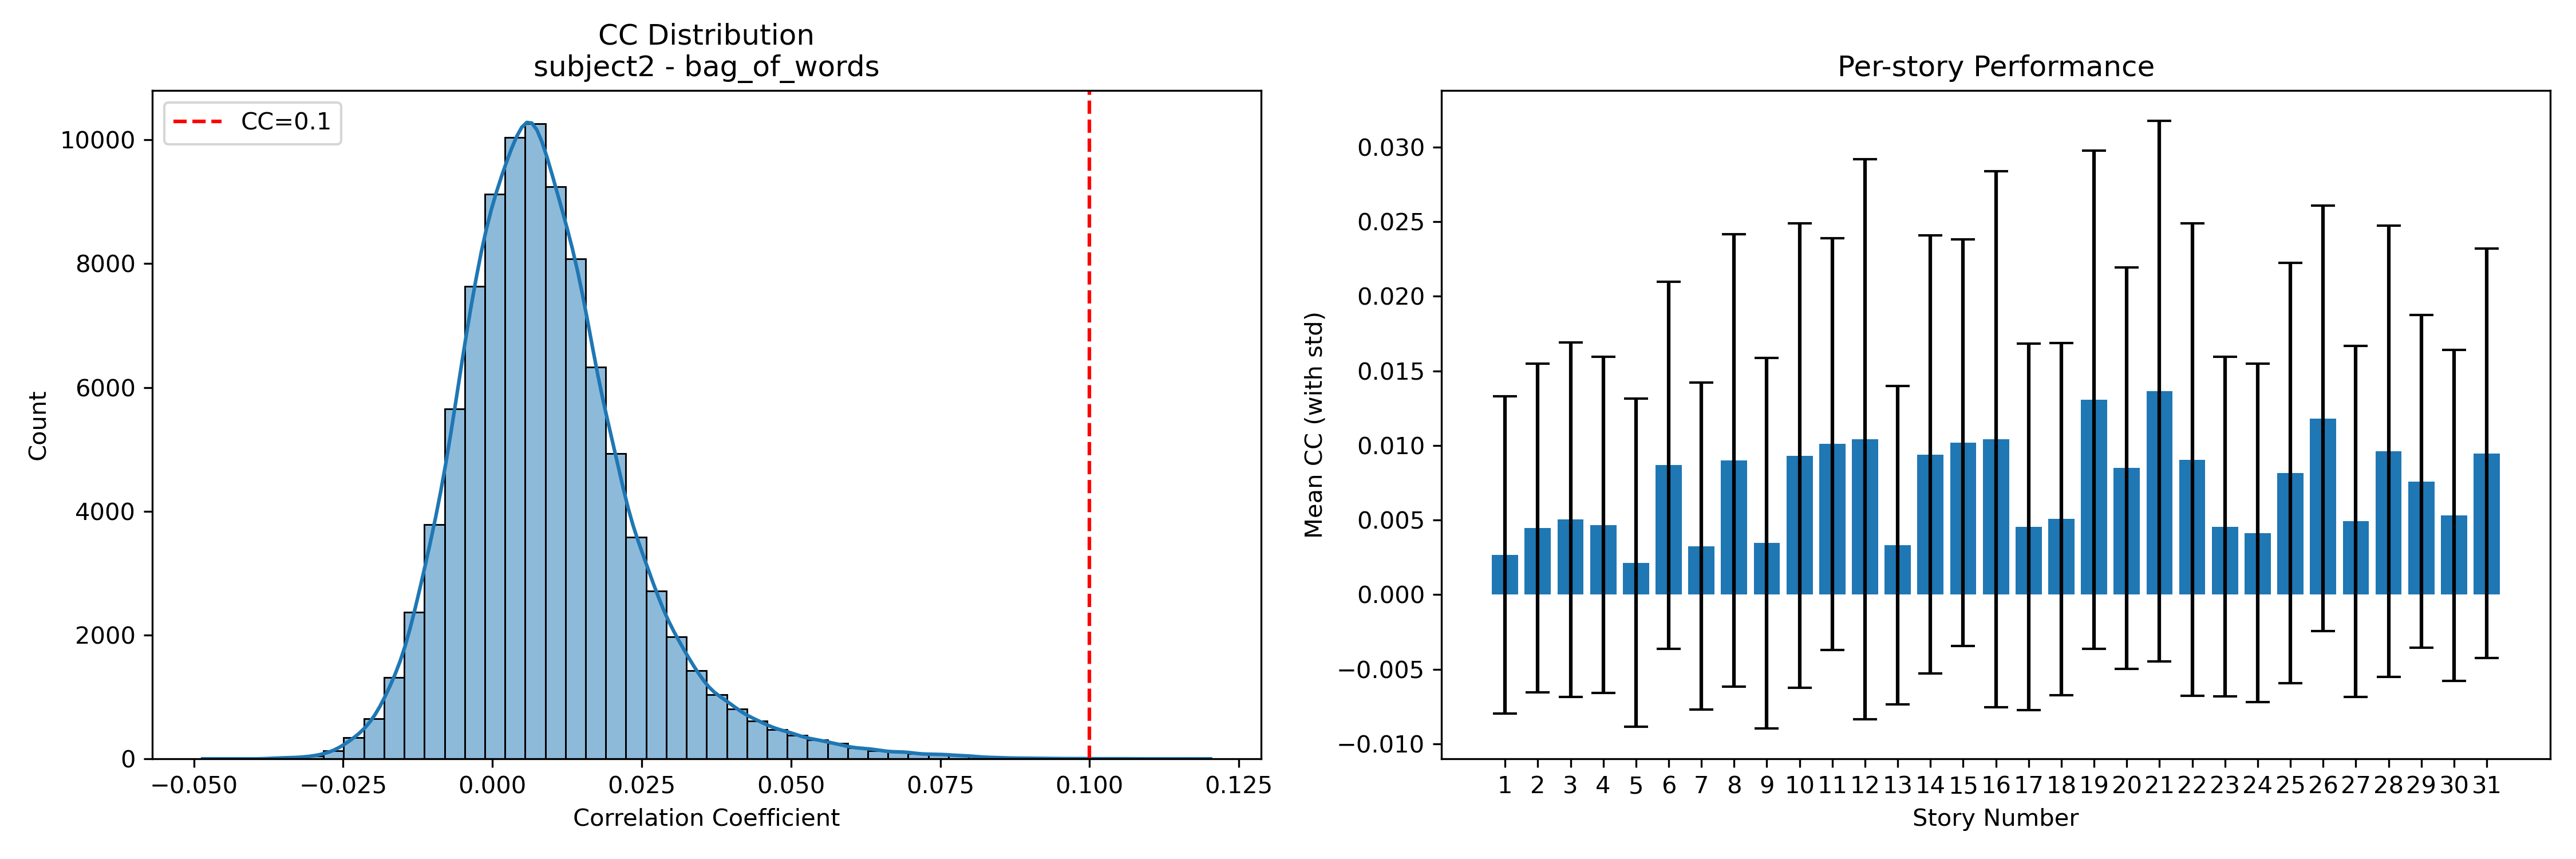 CC Distribution
subject2 - bag_of_words
CC=0.1
Count
10000
8000
6000
4000
2000
0
−0.050 −0.025 0.000 0.025 0.050 0.075 0.100 0.125
Correlation Coefficient
Per-story Performance
Mean CC (with std)
0.030
0.025
0.020
0.015
0.010
0.005
0.000
−0.005
−0.010
1 2 3 4 5 6 7 8 9 10 11 12 13 14 15 16 17 18 19 20 21 22 23 24 25 26 27 28 29 30 31
Story Number